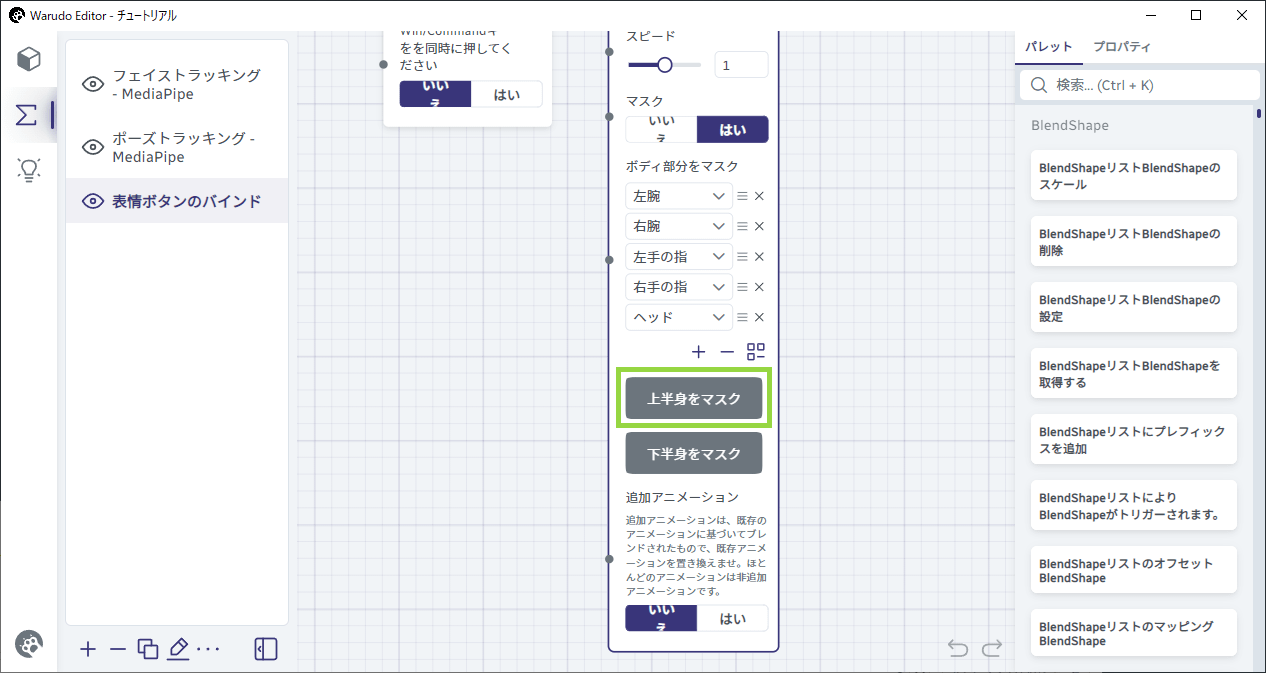 Warudo Editor - チュートリアル
フェイストラッキング
- MediaPipe
ポーズトラッキング -
MediaPipe
表情ボタンのバインド
Win/Commandキー
をを同時に押してく
ださい
いいえ
はい
スピード
1
マスク
いいえ
はい
ボディ部分をマスク
左腕
右腕
左手の指
右手の指
ヘッド
上半身をマスク
下半身をマスク
追加アニメーション
追加アニメーションは、既存の
アニメーションに基づいてブレ
ンドされたもので、既存アニメ
ーションを置き換えませ。ほと
んどのアニメーションは非追加
アニメーションです。
いいえ
はい
パレット
プロパティ
検索... (Ctrl + K)
BlendShape
BlendShapeリストBlendShapeの
スケール
BlendShapeリストBlendShapeの
削除
BlendShapeリストBlendShapeの
設定
BlendShapeリストBlendShapeを
取得する
BlendShapeリストにプレフィック
スを追加
BlendShapeリストにより
BlendShapeがトリガーされます。
BlendShapeリストのオフセット
BlendShape
BlendShapeリストのマッピング
BlendShape